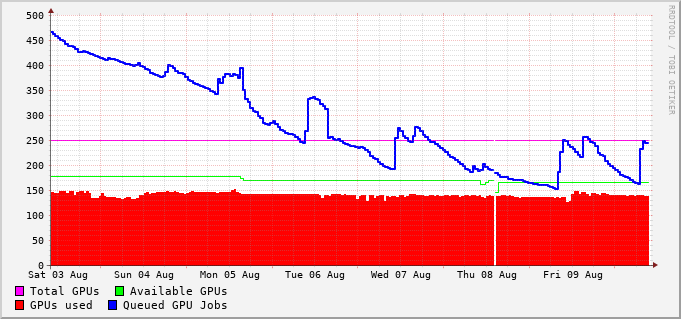 500
450
400
350
300
250
200
150
100
50
0
Sat 03 Aug Sun 04 Aug Mon 05 Aug Tue 06 Aug Wed 07 Aug Thu 08 Aug Fri 09 Aug
Total GPUs Available GPUs
GPUs used Queued GPU Jobs
RRDTOOL / TOBI OETIKER